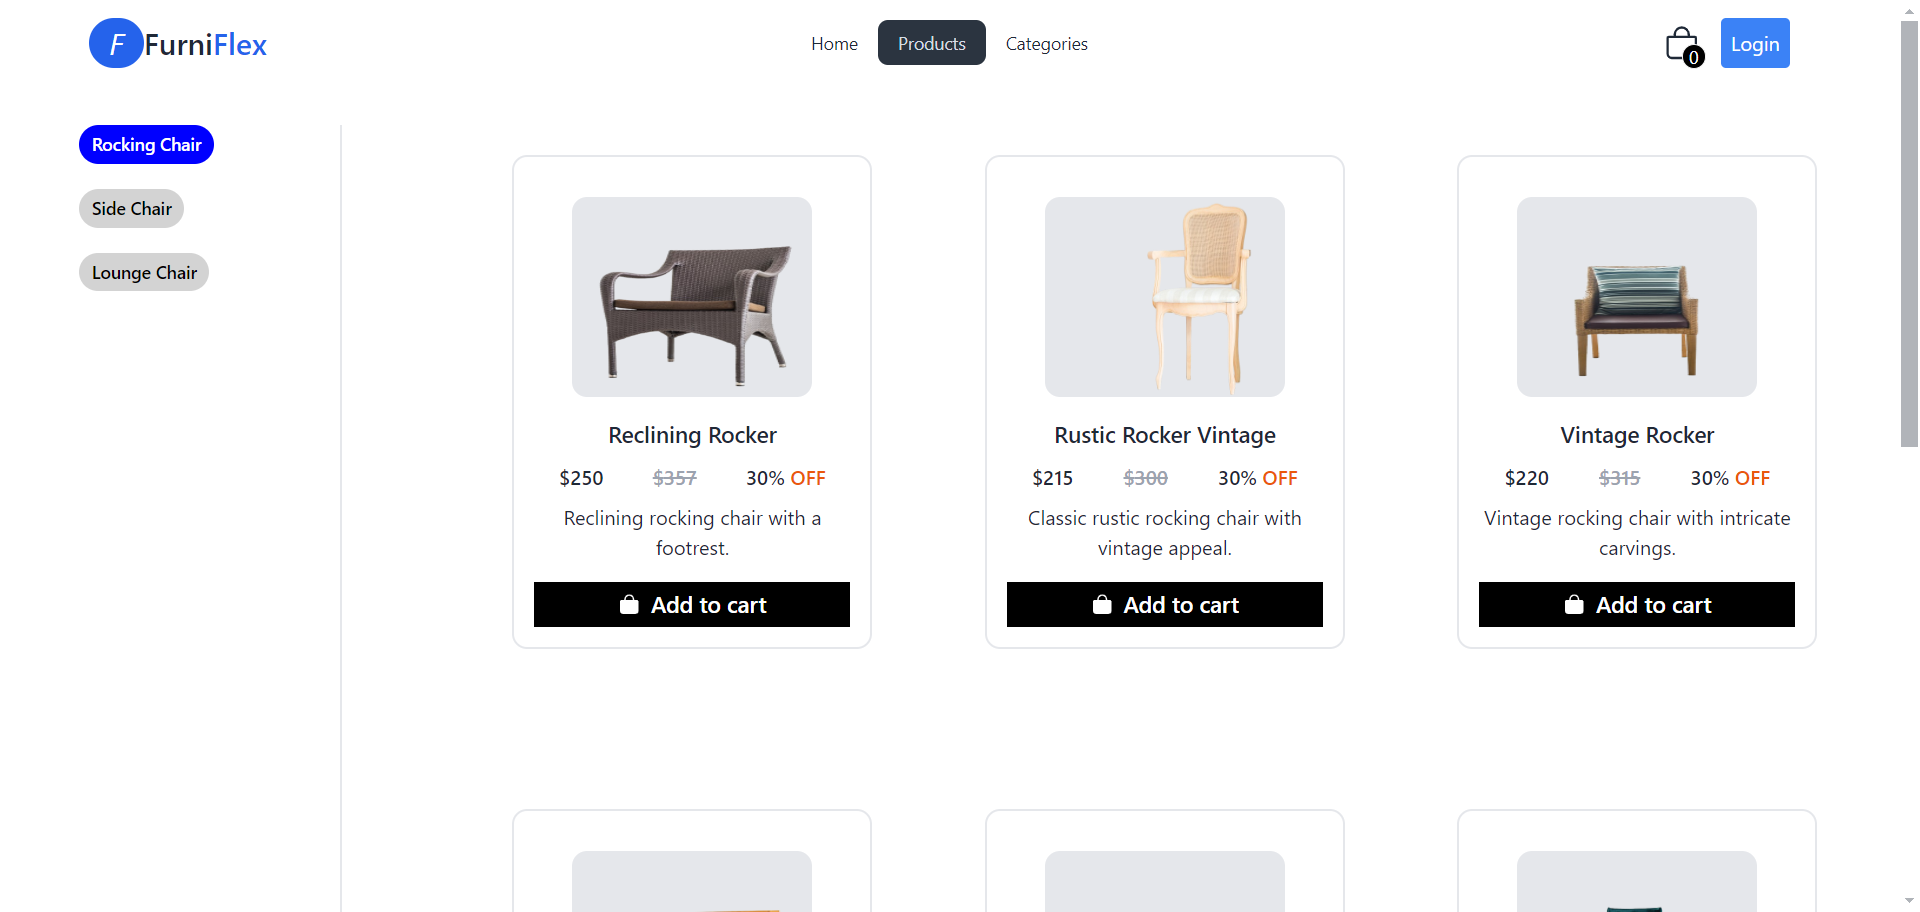 F FurniFlex
Home Products Categories
0 Login
Rocking Chair
Side Chair
Lounge Chair
Reclining Rocker
$250 $357 30% OFF
Reclining rocking chair with a
footrest.
Add to cart
Rustic Rocker Vintage
$215 $300 30% OFF
Classic rustic rocking chair with
vintage appeal.
Add to cart
Vintage Rocker
$220 $315 30% OFF
Vintage rocking chair with intricate
carvings.
Add to cart